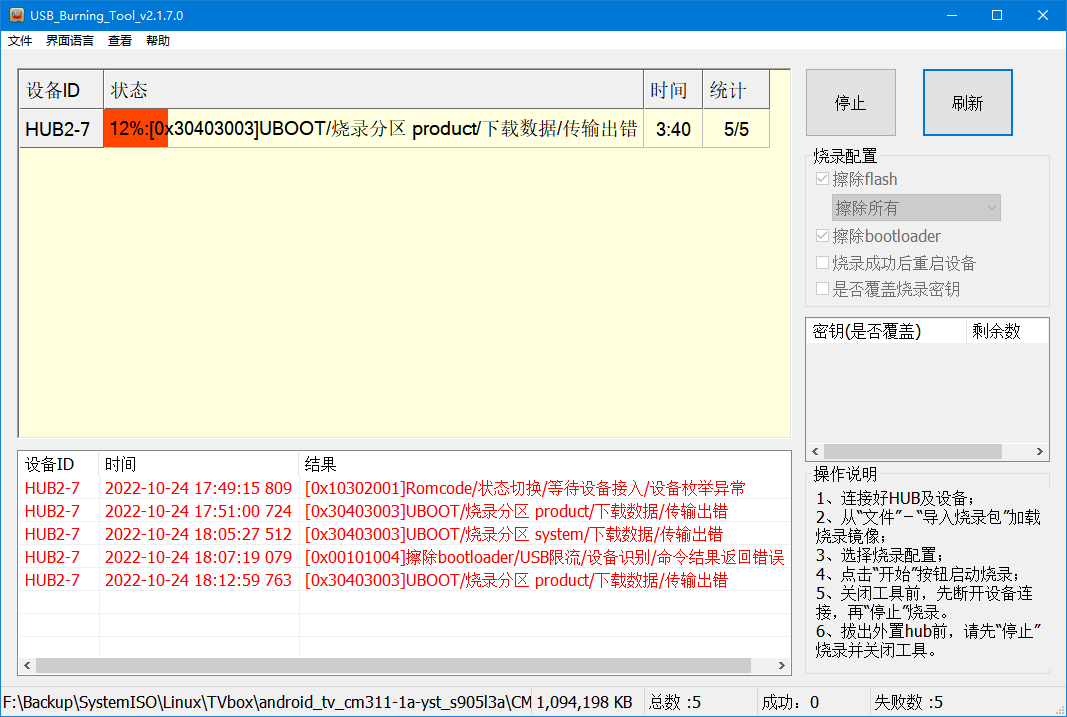 USB_Burning_Tool_v2.1.7.0
文件 界面语言 查看 帮助
设备ID 状态 时间 统计
HUB2-7 12%:[0x30403003]UBOOT/烧录分区 product/下载数据/传输出错 3:40 5/5
停止 刷新
烧录配置
擦除flash
擦除所有
擦除bootloader
烧录成功后重启设备
是否覆盖烧录密钥
密钥(是否覆盖) 剩余数
设备ID 时间 结果
HUB2-7 2022-10-24 17:49:15 809 [0x10302001]Romcode/状态切换/等待设备接入/设备枚举异常
HUB2-7 2022-10-24 17:51:00 724 [0x30403003]UBOOT/烧录分区 product/下载数据/传输出错
HUB2-7 2022-10-24 18:05:27 512 [0x30403003]UBOOT/烧录分区 system/下载数据/传输出错
HUB2-7 2022-10-24 18:07:19 079 [0x00101004]擦除bootloader/USB限流/设备识别/命令结果返回错误
HUB2-7 2022-10-24 18:12:59 763 [0x30403003]UBOOT/烧录分区 product/下载数据/传输出错
操作说明
1、连接好HUB及设备；
2、从“文件”－“导入烧录包”加载
烧录镜像；
3、选择烧录配置；
4、点击“开始”按钮启动烧录；
5、关闭工具前，先断开设备连
接，再“停止”烧录。
6、拔出外置hub前，请先“停止”
烧录并关闭工具。
F:\Backup\SystemISO\Linux\TVbox\android_tv_cm311-1a-yst_s905l3a\CM 1,094,198 KB 总数 :5 成功： 0 失败数 :5